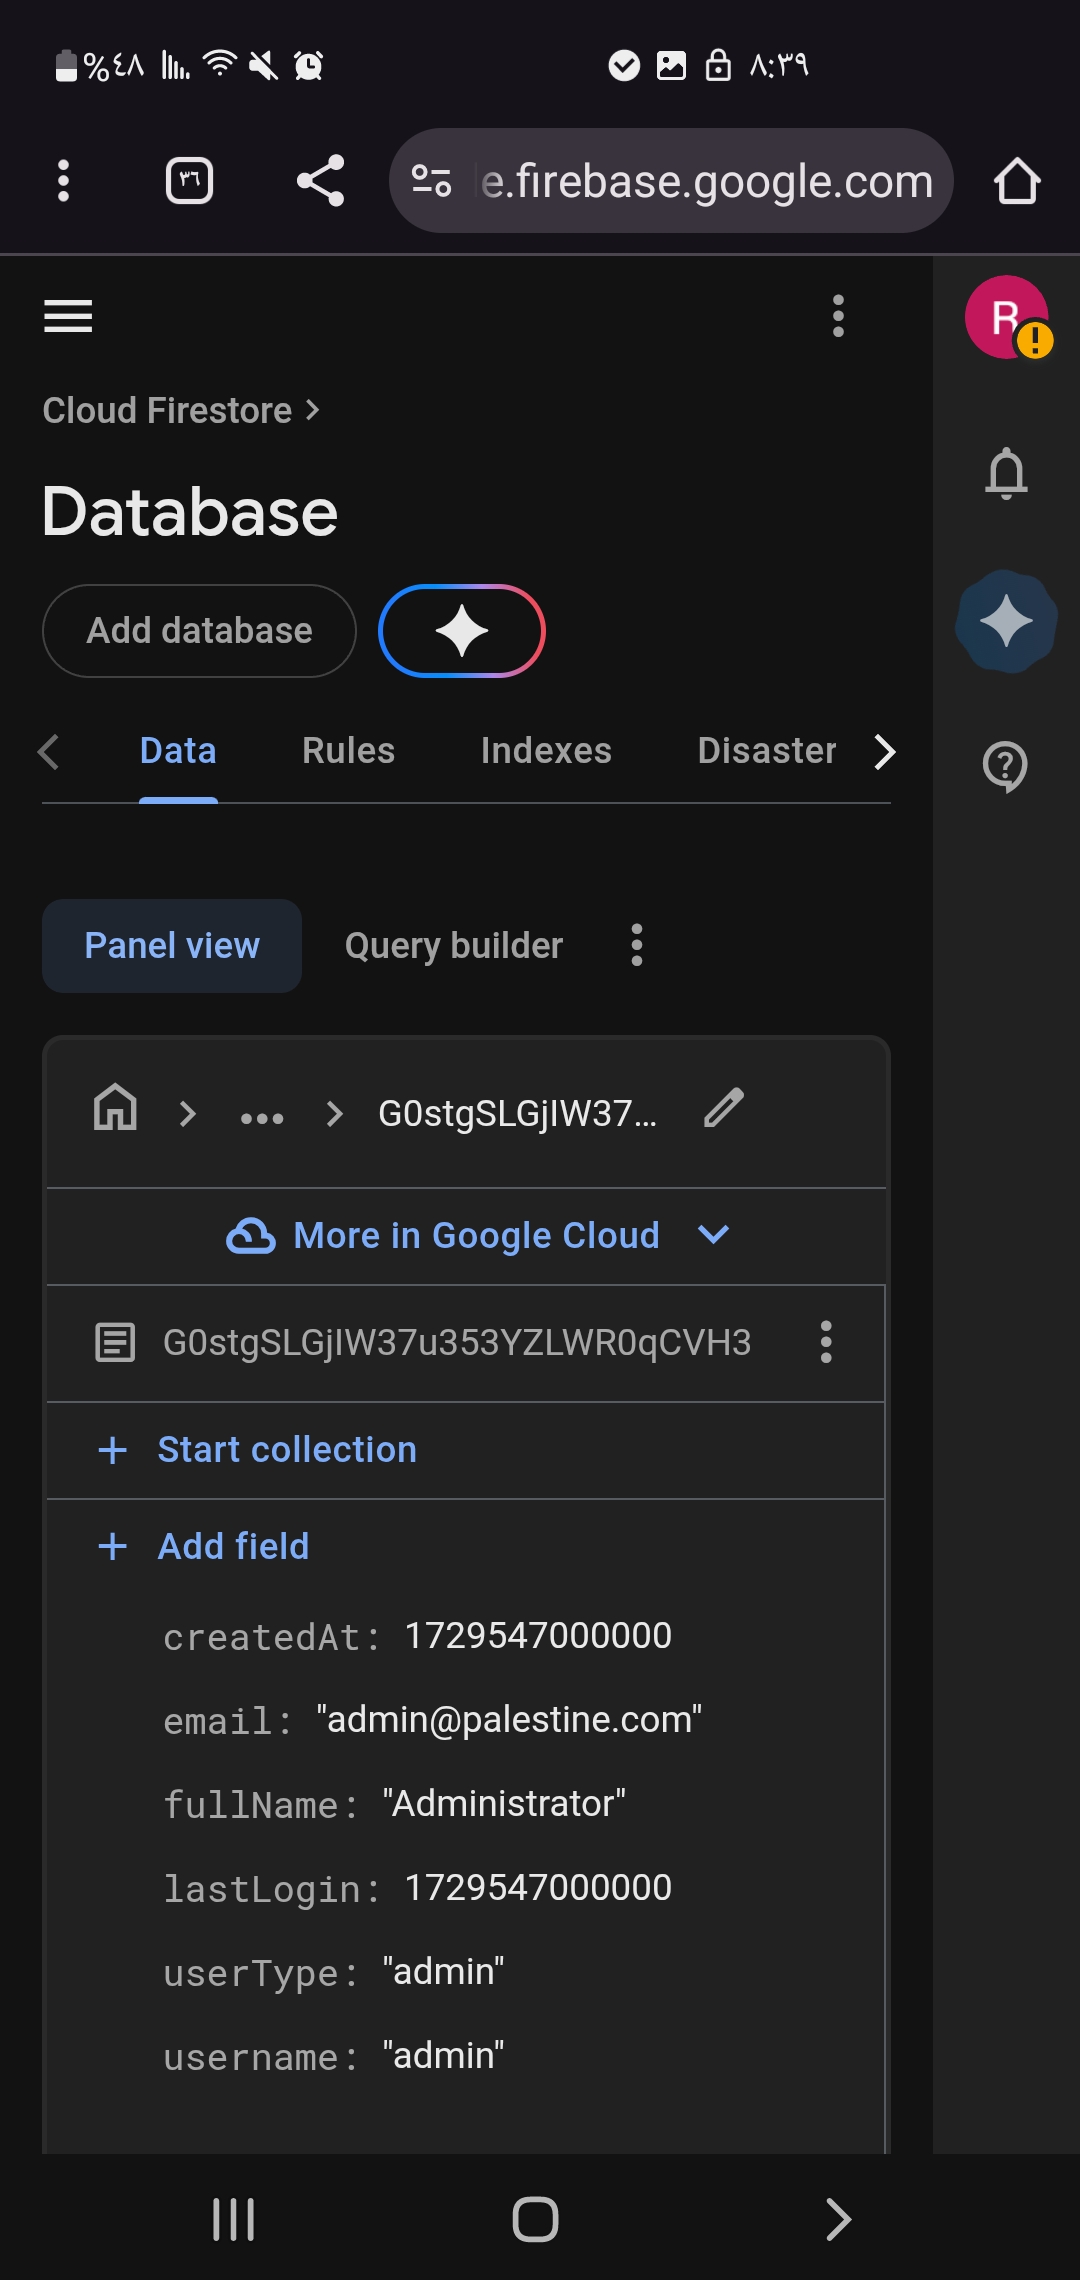 %٤٨
٨:٣٩
٣٦
e.firebase.google.com
R
Cloud Firestore
Database
Add database
Data Rules Indexes Disaster
Panel view Query builder
G0stgSLGjIW37...
More in Google Cloud
G0stgSLGjIW37u353YZLWR0qCVH3
+ Start collection
+ Add field
createdAt: 1729547000000
email: "admin@palestine.com"
fullName: "Administrator"
lastLogin: 1729547000000
userType: "admin"
username: "admin"